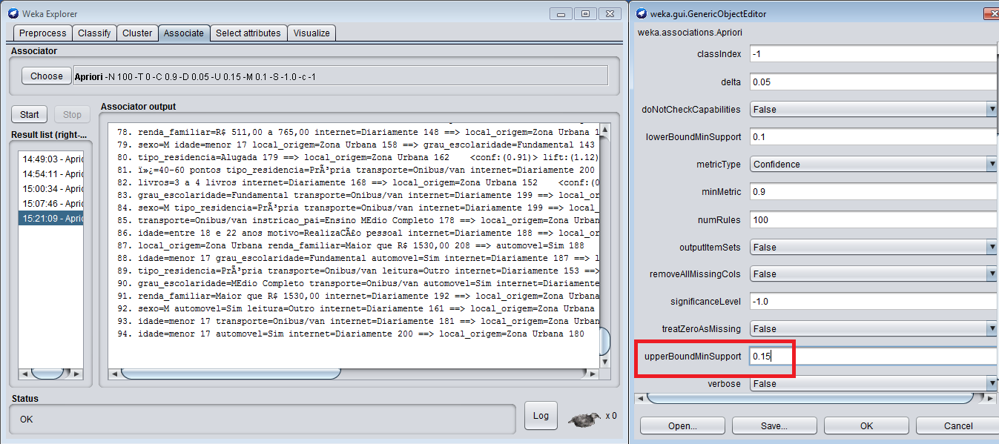 Weka Explorer
Preprocess Classify Cluster Associate Select attributes Visualize
Associator
Choose Apriori -N 100 -T 0 -C 0.9 -D 0.05 -U 0.15 -M 0.1 -S -1.0 -c -1
Start Stop
Result list (right-...
14:49:03 - Apric
14:54:11 - Apric
15:00:34 - Apric
15:07:46 - Apric
15:21:09 - Apric
Associator output
78. renda_familiar=R$ 511,00 a 765,00 internet=Diariamente 148 ==> local_origem=Zona Urbana 1
79. sexo=M idade=menor 17 local_origem=Zona Urbana 158 ==> grau_escolaridade=Fundamental 143
80. tipo_residencia=Alugada 179 ==> local_origem=Zona Urbana 162 <conf:(0.91)> lift:(1.12)
81. ï»¿=40-60 pontos tipo_residencia=PrÃ³pria transporte=Onibus/van internet=Diariamente 200
82. livros=3 a 4 livros internet=Diariamente 168 ==> local_origem=Zona Urbana 152 <conf:(0
83. grau_escolaridade=Fundamental transporte=Onibus/van internet=Diariamente 199 ==> local_or
84. sexo=M tipo_residencia=PrÃ³pria transporte=Onibus/van internet=Diariamente 199 ==> local_
85. transporte=Onibus/van instricao_pai=Ensino MEdio Completo 178 ==> local_origem=Zona Urban
86. idade=entre 18 e 22 anos motivo=RealizaCÃ£o pessoal internet=Diariamente 188 ==> local_or
87. local_origem=Zona Urbana renda_familiar=Maior que R$ 1530,00 208 ==> automovel=Sim 188
88. idade=menor 17 grau_escolaridade=Fundamental automovel=Sim internet=Diariamente 187 ==> l
89. tipo_residencia=PrÃ³pria transporte=Onibus/van leitura=Outro internet=Diariamente 153 ==>
90. grau_escolaridade=MEdio Completo transporte=Onibus/van automovel=Sim internet=Diariamente
91. renda_familiar=Maior que R$ 1530,00 internet=Diariamente 192 ==> local_origem=Zona Urbana
92. sexo=M automovel=Sim leitura=Outro internet=Diariamente 161 ==> local_origem=Zona Urbana
93. idade=menor 17 transporte=Onibus/van internet=Diariamente 181 ==> local_origem=Zona Urban
94. idade=menor 17 automovel=Sim internet=Diariamente 200 ==> local_origem=Zona Urbana 180
Status
OK
Log x 0
weka.gui.GenericObjectEditor
weka.associations.Apriori
classIndex -1
delta 0.05
doNotCheckCapabilities False
lowerBoundMinSupport 0.1
metricType Confidence
minMetric 0.9
numRules 100
outputItemSets False
removeAllMissingCols False
significanceLevel -1.0
treatZeroAsMissing False
upperBoundMinSupport 0.15
verbose False
Open... Save... OK Cancel